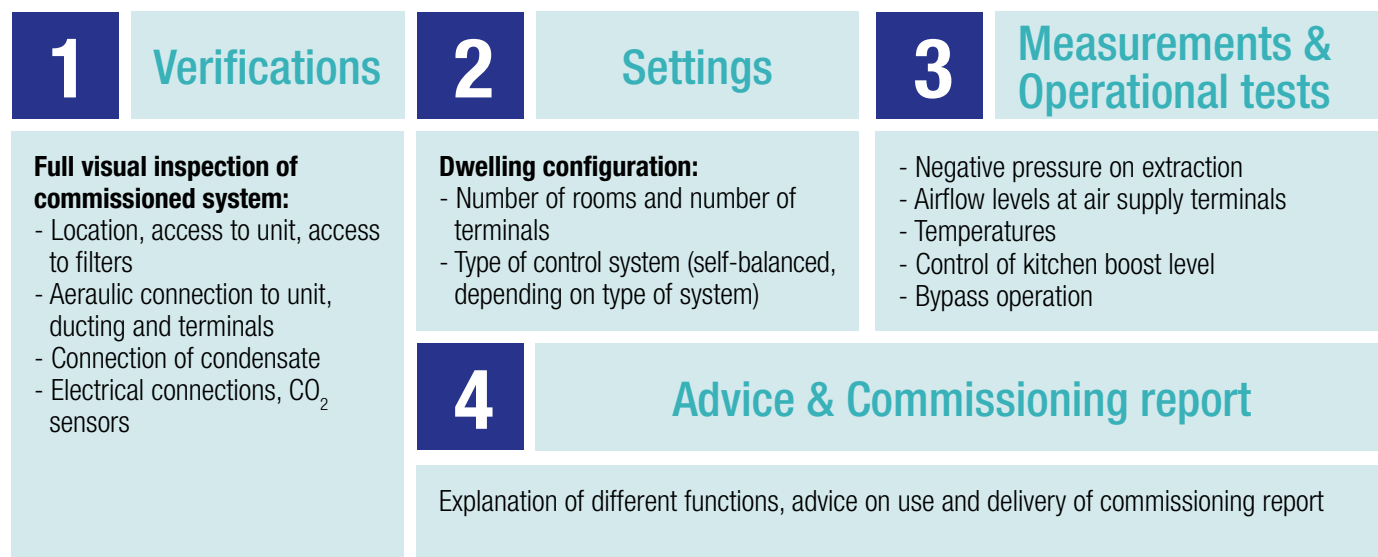 1
Verifications
Full visual inspection of
commissioned system:
- Location, access to unit, access
to filters
- Aeraulic connection to unit,
ducting and terminals
- Connection of condensate
- Electrical connections, CO₂
sensors
2
Settings
Dwelling configuration:
- Number of rooms and number of
terminals
- Type of control system (self-balanced,
depending on type of system)
3
Measurements &
Operational tests
- Negative pressure on extraction
- Airflow levels at air supply terminals
- Temperatures
- Control of kitchen boost level
- Bypass operation
4
Advice & Commissioning report
Explanation of different functions, advice on use and delivery of commissioning report